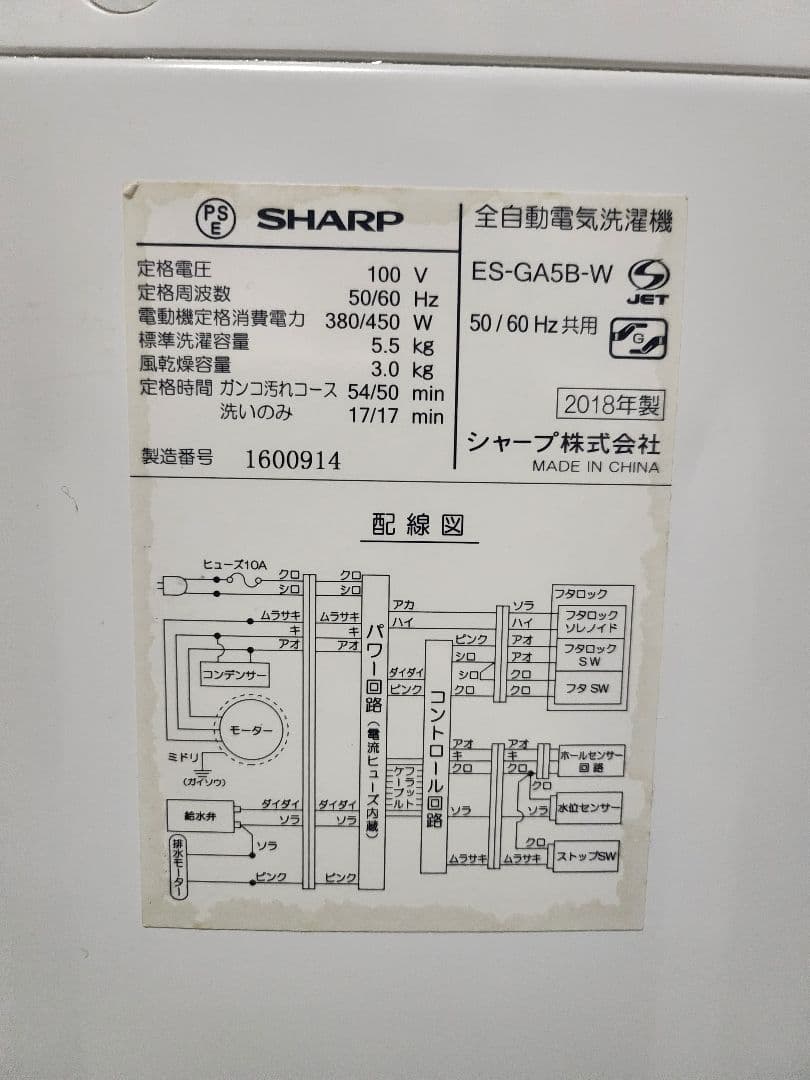 PS
E
SHARP
全自動電気洗濯機
定格電圧 100 V
定格周波数 50/60 Hz
電動機定格消費電力 380/450 W
標準洗濯容量 5.5 kg
風乾燥容量 3.0 kg
定格時間 ガンコ汚れコース 54/50 min
洗いのみ 17/17 min
製造番号 1600914
ES-GA5B-W
JET
50/60 Hz共用
G
2018年製
シャープ株式会社
MADE IN CHINA
配線図
ヒューズ10A
クロ クロ
シロ シロ
ムラサキ ムラサキ
キ キ
アオ アオ
コンデンサー
モーター
ミドリ
(ガイソウ)
給水弁
ダイダイ ダイダイ
ソラ ソラ
ソラ
排水モーター
ピンク ピンク
パワー回路(電流ヒューズ内蔵)
アカ
ハイ
ダイダイ
ピンク
フラットケーブル
コントロール回路
ピンク
シロ
シロ
クロ
ソラ
ハイ
アオ
アオ
クロ
クロ
フタロック
フタロック
ソレノイド
フタロック
SW
フタ SW
アオ アオ
キ キ
クロ クロ
クロ
ホールセンサー
回路
ソラ ソラ
水位センサー
クロ
ムラサキ ムラサキ
ストップSW